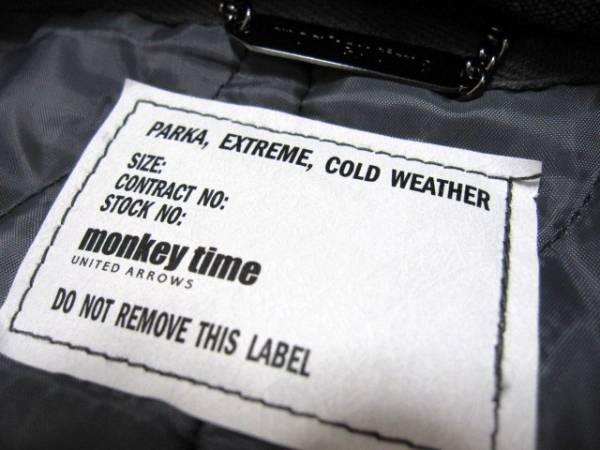 PARKA, EXTREME, COLD WEATHER
SIZE:
CONTRACT NO:
STOCK NO:
monkey time
UNITED ARROWS
DO NOT REMOVE THIS LABEL